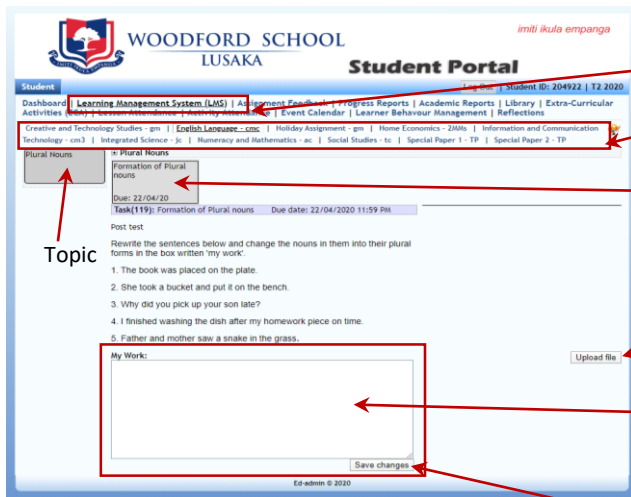 imiti ikula empanga
WOODFORD SCHOOL
LUSAKA
Student Portal
Student
Log Out | Student ID: 204922 | T2 2020
Dashboard | Learning Management System (LMS) | Assignment Feedback | Progress Reports | Academic Reports | Library | Extra-Curricular
Activities (ECA) | Lesson Attendance | Activity Attendance | Event Calendar | Learner Behavour Management | Reflections
Creative and Technology Studies - gm | English Language - cmc | Holiday Assignment - gm | Home Economics - 2MMs | Information and Communication
Technology - cm3 | Integrated Science - jc | Numeracy and Mathematics - ac | Social Studies - tc | Special Paper 1 - TP | Special Paper 2 - TP
Plural Nouns
Plural Nouns
Formation of Plural
nouns
Due: 22/04/20
Task(119): Formation of Plural nouns Due date: 22/04/2020 11:59 PM
Post test
Rewrite the sentences below and change the nouns in them into their plural
forms in the box written 'my work'.
Topic
1. The book was placed on the plate.
2. She took a bucket and put it on the bench.
3. Why did you pick up your son late?
4. I finished washing the dish after my homework piece on time.
5. Father and mother saw a snake in the grass.
My Work:
Upload file
Save changes
Ed-admin © 2020